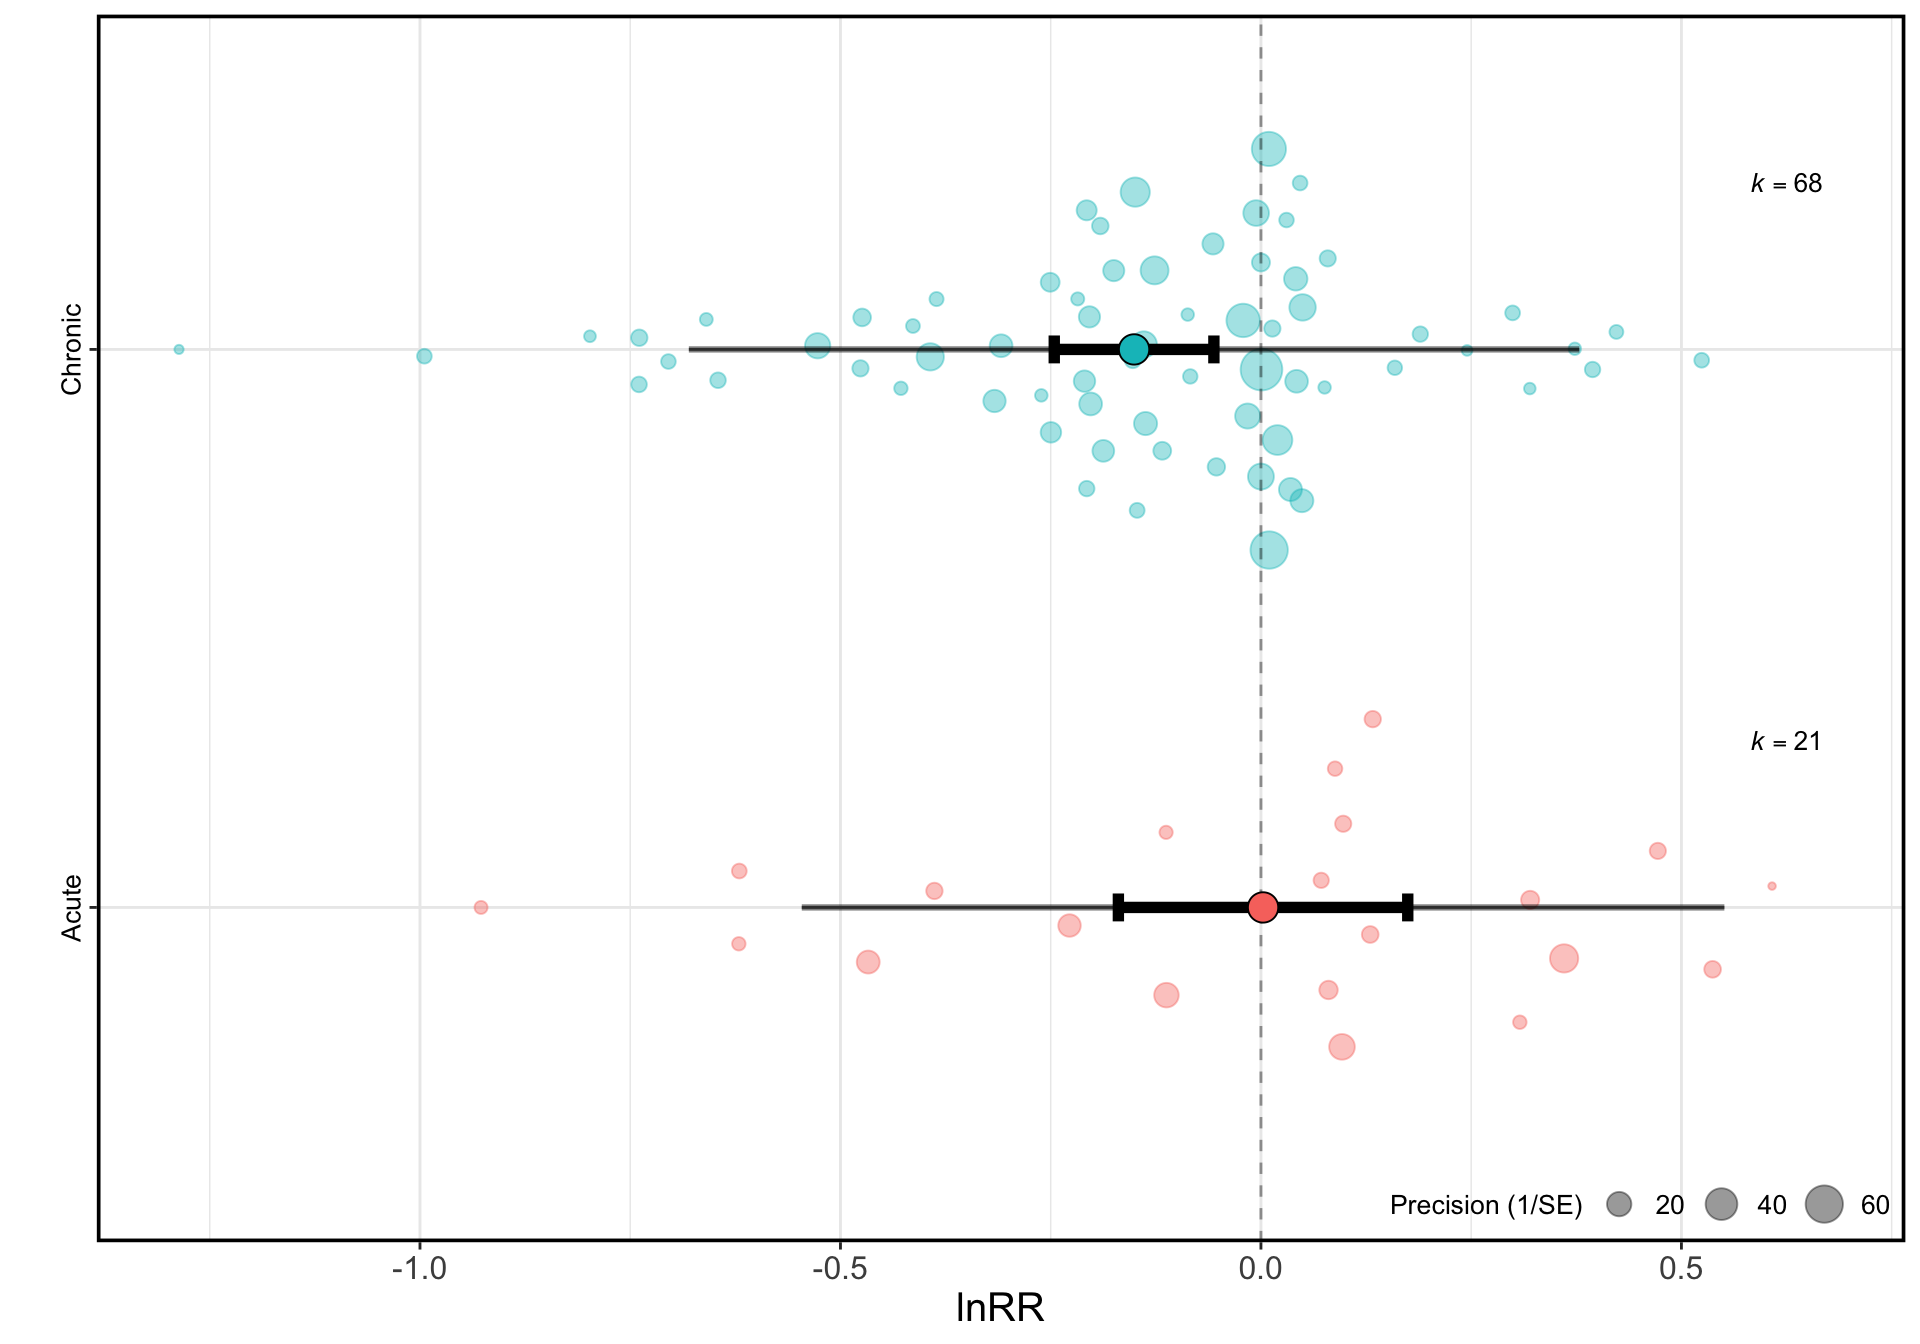 k = 68
Chronic
k = 21
Acute
Precision (1/SE) 20 40 60
-1.0 -0.5 0.0 0.5
lnRR